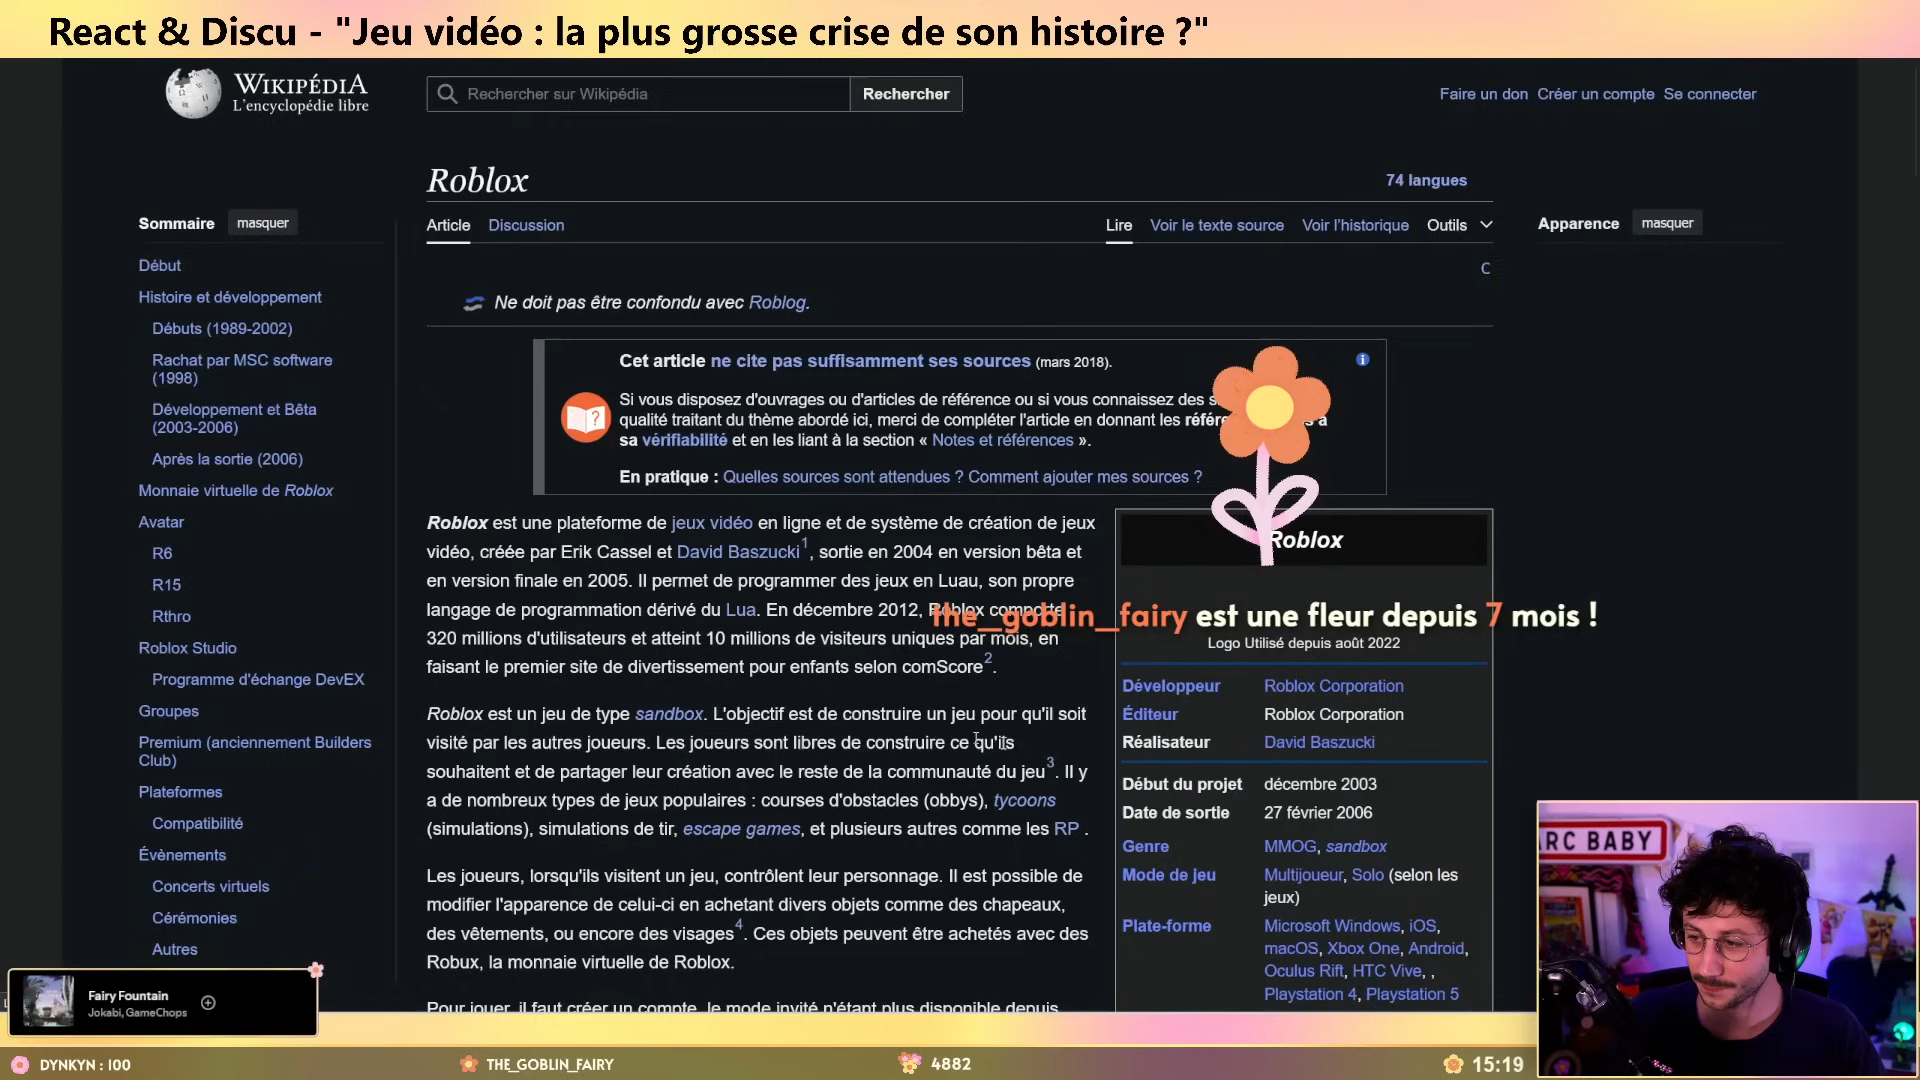 React & Discu - "Jeu vidéo : la plus grosse crise de son histoire ?"
WIKIPÉDIA
L'encyclopédie libre
Rechercher sur Wikipédia
Rechercher
Faire un don Créer un compte Se connecter
Roblox
74 langues
Sommaire masquer
Article Discussion
Lire Voir le texte source Voir l'historique Outils
Apparence masquer
Début
Histoire et développement
Débuts (1989-2002)
Rachat par MSC software
(1998)
Développement et Bêta
(2003-2006)
Après la sortie (2006)
Monnaie virtuelle de Roblox
Avatar
R6
R15
Rthro
Roblox Studio
Programme d'échange DevEX
Groupes
Premium (anciennement Builders
Club)
Plateformes
Compatibilité
Évènements
Concerts virtuels
Cérémonies
Autres
C
Ne doit pas être confondu avec Roblog.
Cet article ne cite pas suffisamment ses sources (mars 2018).
Si vous disposez d'ouvrages ou d'articles de référence ou si vous connaissez des
qualité traitant du thème abordé ici, merci de compléter l'article en donnant les
sa vérifiabilité et en les liant à la section « Notes et références ».
En pratique : Quelles sources sont attendues ? Comment ajouter mes sources ?
Roblox est une plateforme de jeux vidéo en ligne et de système de création de jeux
vidéo, créée par Erik Cassel et David Baszucki1, sortie en 2004 en version bêta et
en version finale en 2005. Il permet de programmer des jeux en Luau, son propre
langage de programmation dérivé du Lua. En décembre 2012, Roblox comporte
320 millions d'utilisateurs et atteint 10 millions de visiteurs uniques par mois, en
faisant le premier site de divertissement pour enfants selon comScore2.
Roblox est un jeu de type sandbox. L'objectif est de construire un jeu pour qu'il soit
visité par les autres joueurs. Les joueurs sont libres de construire ce qu'ils
souhaitent et de partager leur création avec le reste de la communauté du jeu3. Il y
a de nombreux types de jeux populaires : courses d'obstacles (obbys), tycoons
(simulations), simulations de tir, escape games, et plusieurs autres comme les RP .
Les joueurs, lorsqu'ils visitent un jeu, contrôlent leur personnage. Il est possible de
modifier l'apparence de celui-ci en achetant divers objets comme des chapeaux,
des vêtements, ou encore des visages4. Ces objets peuvent être achetés avec des
Robux, la monnaie virtuelle de Roblox.
Pour jouer, il faut créer un compte, le mode invité n'étant plus disponible depuis
Roblox
the_goblin_fairy est une fleur depuis 7 mois !
Logo Utilisé depuis août 2022
Développeur Roblox Corporation
Éditeur Roblox Corporation
Réalisateur David Baszucki
Début du projet décembre 2003
Date de sortie 27 février 2006
Genre MMOG, sandbox
Mode de jeu Multijoueur, Solo (selon les
jeux)
Plate-forme Microsoft Windows, iOS,
macOS, Xbox One, Android,
Oculus Rift, HTC Vive, ,
Playstation 4, Playstation 5
ARC BABY
Fairy Fountain
Jokabi, GameChops
DYNKYN : 100
THE_GOBLIN_FAIRY
4882
15:19